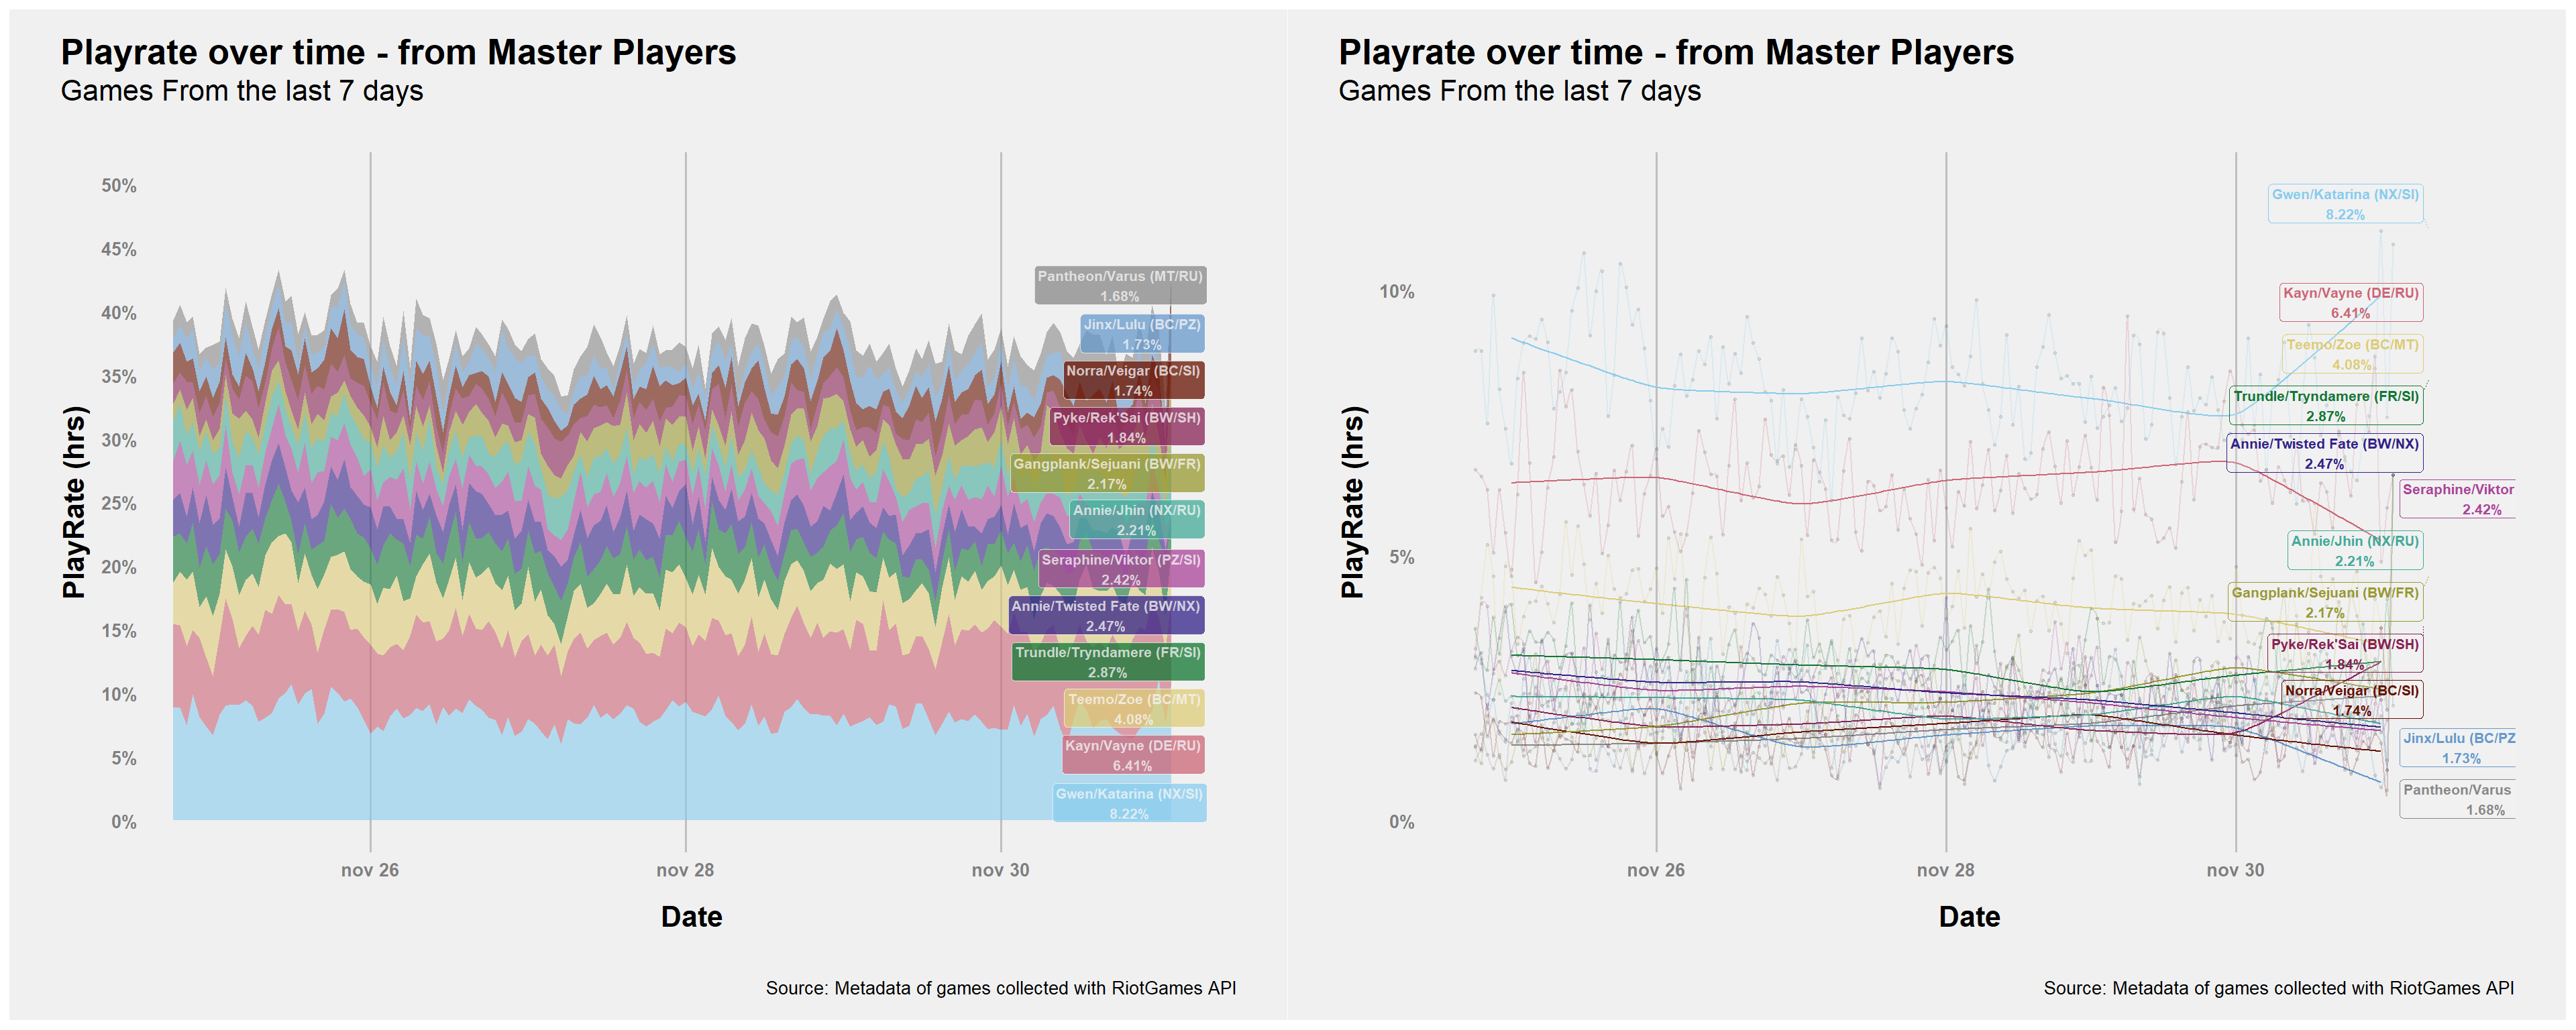 Playrate over time - from Master Players
Games From the last 7 days
PlayRate (hrs)
50%
45%
40%
35%
30%
25%
20%
15%
10%
5%
0%
Pantheon/Varus (MT/RU)
1.68%
Jinx/Lulu (BC/PZ)
1.73%
Norra/Veigar (BC/SI)
1.74%
Pyke/Rek'Sai (BW/SH)
1.84%
Gangplank/Sejuani (BW/FR)
2.17%
Annie/Jhin (NX/RU)
2.21%
Seraphine/Viktor (PZ/SI)
2.42%
Annie/Twisted Fate (BW/NX)
2.47%
Trundle/Tryndamere (FR/SI)
2.87%
Teemo/Zoe (BC/MT)
4.08%
Kayn/Vayne (DE/RU)
6.41%
Gwen/Katarina (NX/SI)
8.22%
nov 26
nov 28
nov 30
Date
Source: Metadata of games collected with RiotGames API
Playrate over time - from Master Players
Games From the last 7 days
PlayRate (hrs)
10%
5%
0%
Gwen/Katarina (NX/SI)
8.22%
Kayn/Vayne (DE/RU)
6.41%
Teemo/Zoe (BC/MT)
4.08%
Trundle/Tryndamere (FR/SI)
2.87%
Annie/Twisted Fate (BW/NX)
2.47%
Seraphine/Viktor
2.42%
Annie/Jhin (NX/RU)
2.21%
Gangplank/Sejuani (BW/FR)
2.17%
Pyke/Rek'Sai (BW/SH)
1.84%
Norra/Veigar (BC/SI)
1.74%
Jinx/Lulu (BC/PZ
1.73%
Pantheon/Varus
1.68%
nov 26
nov 28
nov 30
Date
Source: Metadata of games collected with RiotGames API